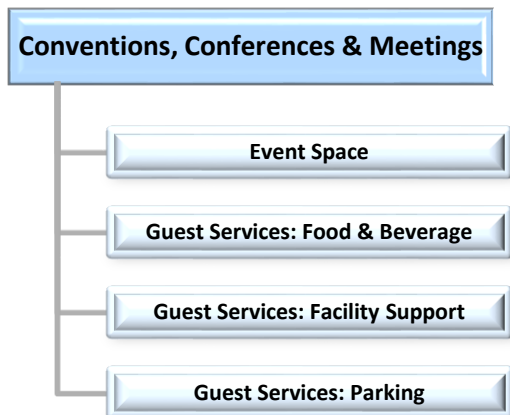 Conventions, Conferences & Meetings
Event Space
Guest Services: Food & Beverage
Guest Services: Facility Support
Guest Services: Parking